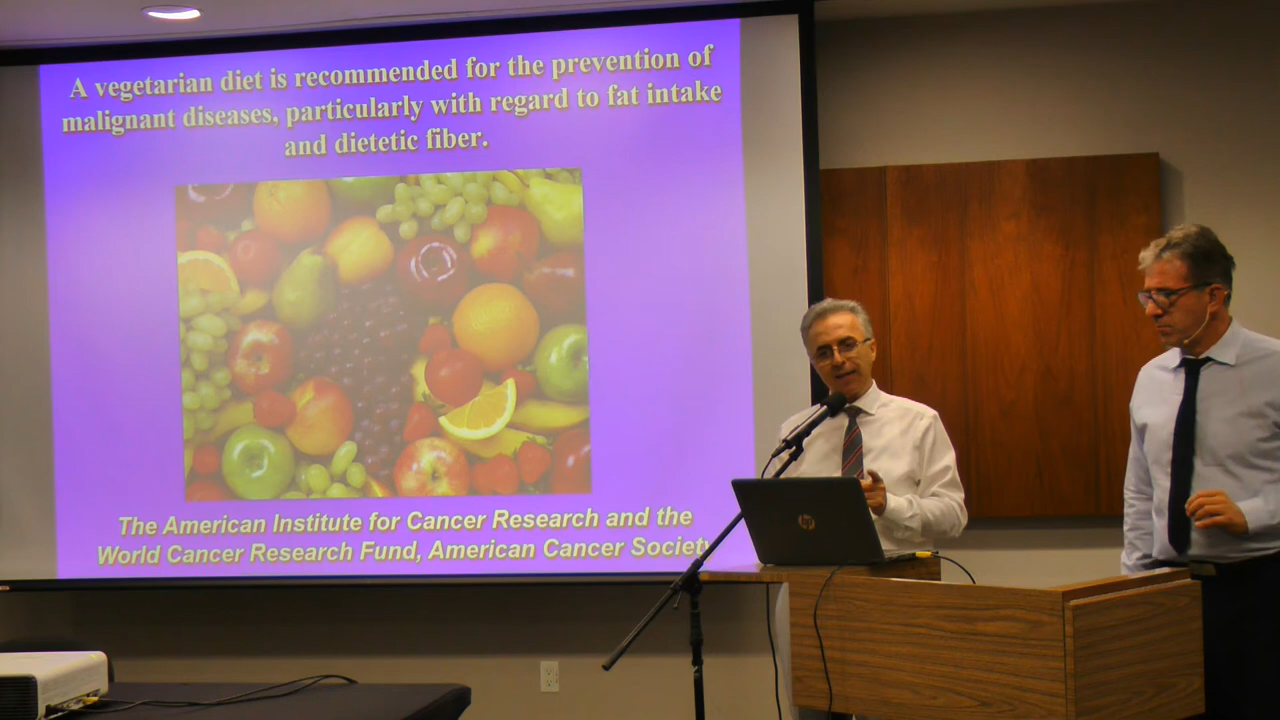 A vegetarian diet is recommended for the prevention of
malignant diseases, particularly with regard to fat intake
and dietetic fiber.
The American Institute for Cancer Research and the
World Cancer Research Fund, American Cancer Society
hp